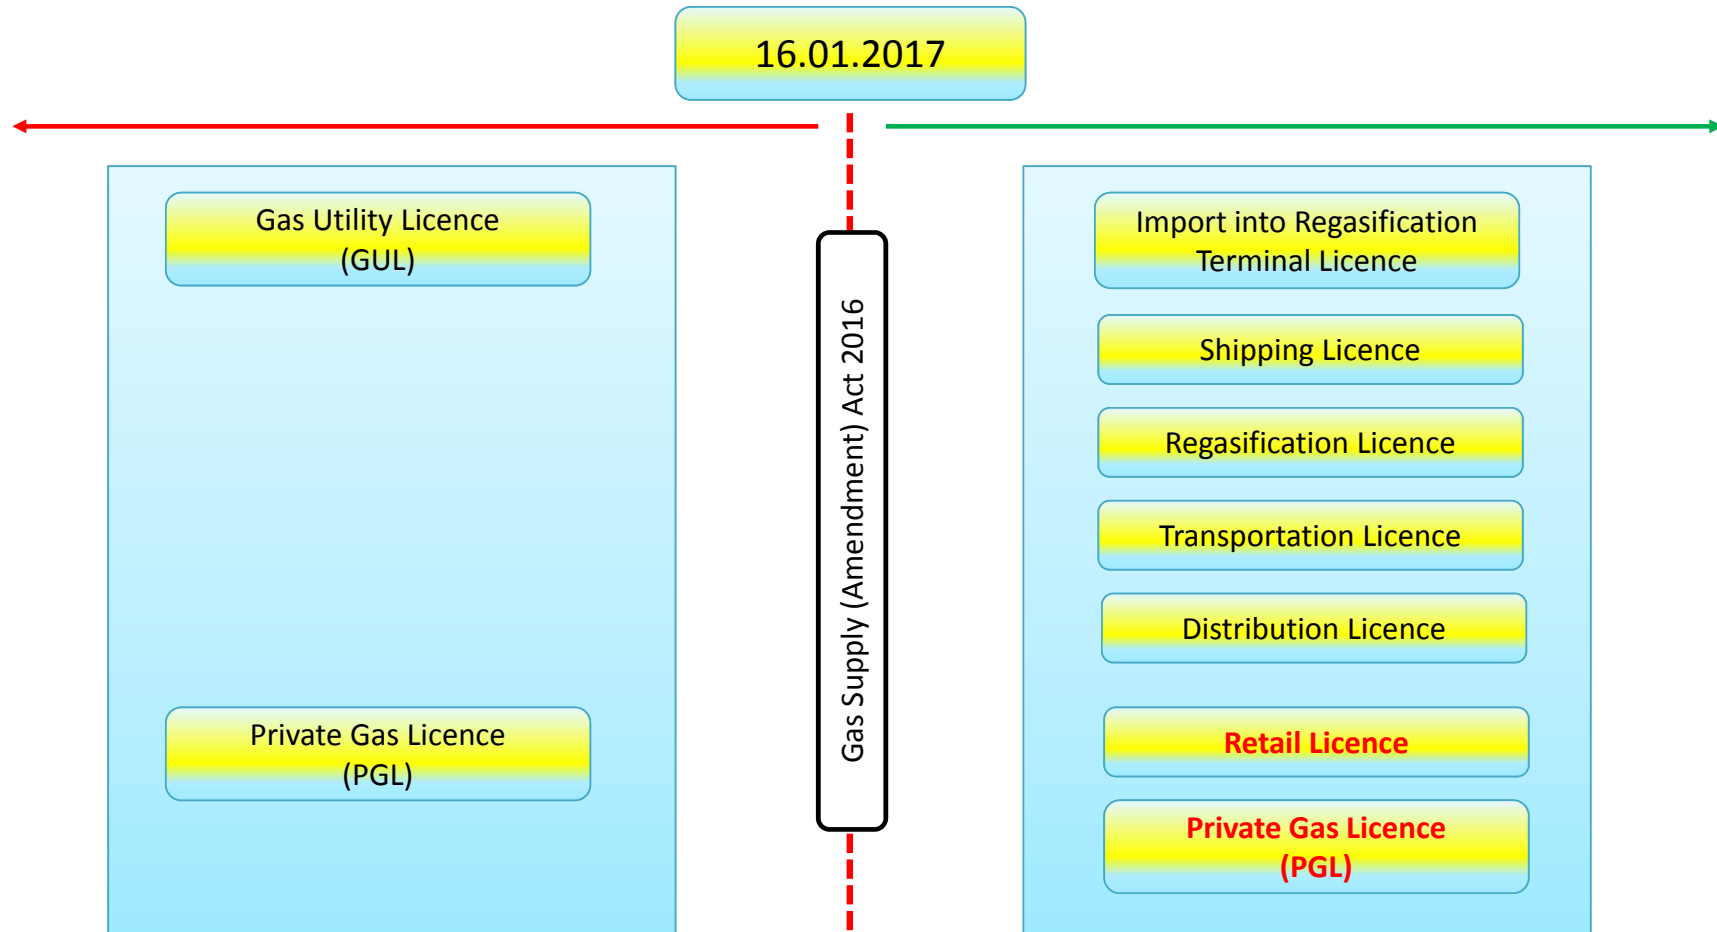 16.01.2017
Gas Utility Licence
(GUL)
Private Gas Licence
(PGL)
Gas Supply (Amendment) Act 2016
Import into Regasification
Terminal Licence
Shipping Licence
Regasification Licence
Transportation Licence
Distribution Licence
Retail Licence
Private Gas Licence
(PGL)